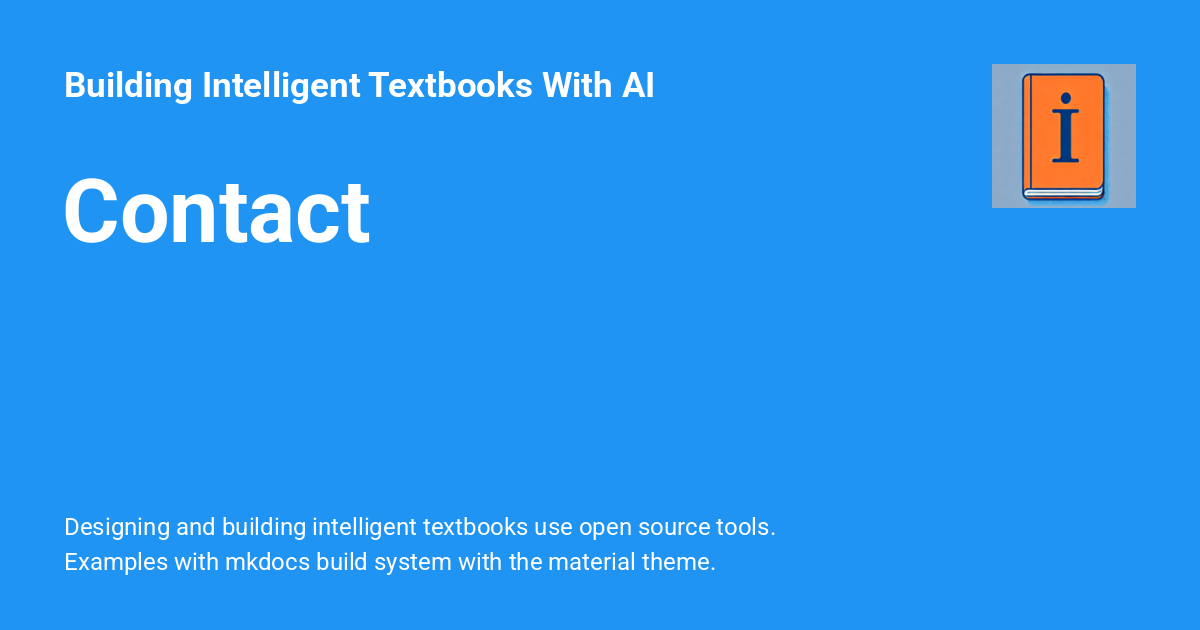 Building Intelligent Textbooks With AI
i
Contact
Designing and building intelligent textbooks use open source tools.
Examples with mkdocs build system with the material theme.